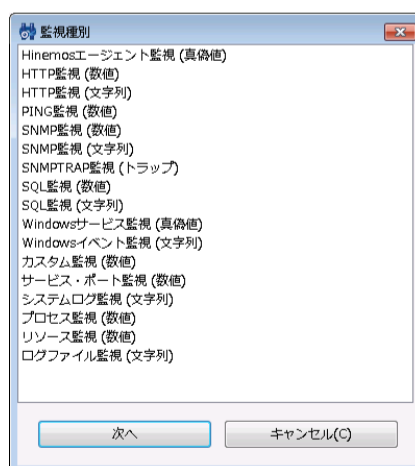 監視種別
Hinemosエージェント監視 (真偽値)
HTTP監視 (数値)
HTTP監視 (文字列)
PING監視 (数値)
SNMP監視 (数値)
SNMP監視 (文字列)
SNMPTRAP監視 (トラップ)
SQL監視 (数値)
SQL監視 (文字列)
Windowsサービス監視 (真偽値)
Windowsイベント監視 (文字列)
カスタム監視 (数値)
サービス・ポート監視 (数値)
システムログ監視 (文字列)
プロセス監視 (数値)
リソース監視 (数値)
ログファイル監視 (文字列)
次へ
キャンセル(C)